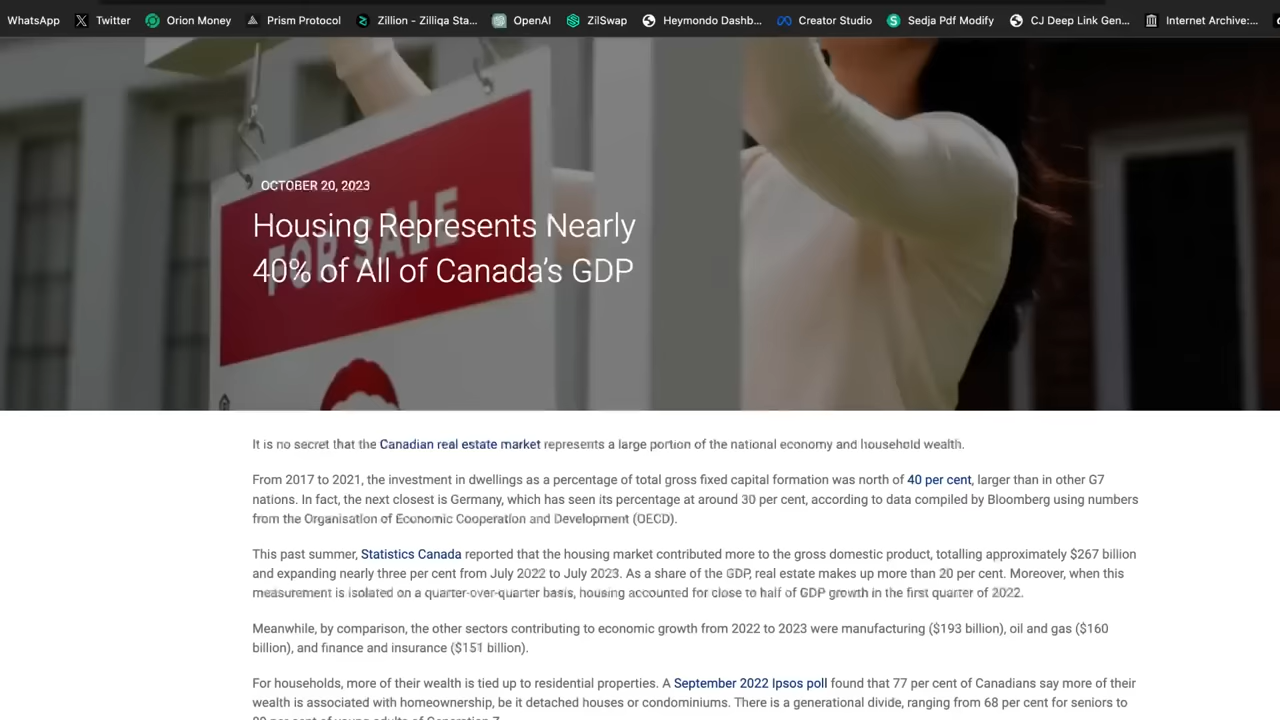 WhatsApp Twitter Orion Money Prism Protocol Zillion - Zilliqa Sta... OpenAI ZilSwap Heymondo Dashb... Creator Studio Sedja Pdf Modify CJ Deep Link Gen... Internet Archive:...
FOR SALE
OCTOBER 20, 2023
Housing Represents Nearly
40% of All of Canada's GDP
It is no secret that the Canadian real estate market represents a large portion of the national economy and household wealth.
From 2017 to 2021, the investment in dwellings as a percentage of total gross fixed capital formation was north of 40 per cent, larger than in other G7
nations. In fact, the next closest is Germany, which has seen its percentage at around 30 per cent, according to data compiled by Bloomberg using numbers
from the Organisation of Economic Cooperation and Development (OECD).
This past summer, Statistics Canada reported that the housing market contributed more to the gross domestic product, totalling approximately $267 billion
and expanding nearly three per cent from July 2022 to July 2023. As a share of the GDP, real estate makes up more than 20 per cent. Moreover, when this
measurement is isolated on a quarter-over-quarter basis, housing accounted for close to half of GDP growth in the first quarter of 2022.
Meanwhile, by comparison, the other sectors contributing to economic growth from 2022 to 2023 were manufacturing ($193 billion), oil and gas ($160
billion), and finance and insurance ($151 billion).
For households, more of their wealth is tied up to residential properties. A September 2022 Ipsos poll found that 77 per cent of Canadians say more of their
wealth is associated with homeownership, be it detached houses or condominiums. There is a generational divide, ranging from 68 per cent for seniors to